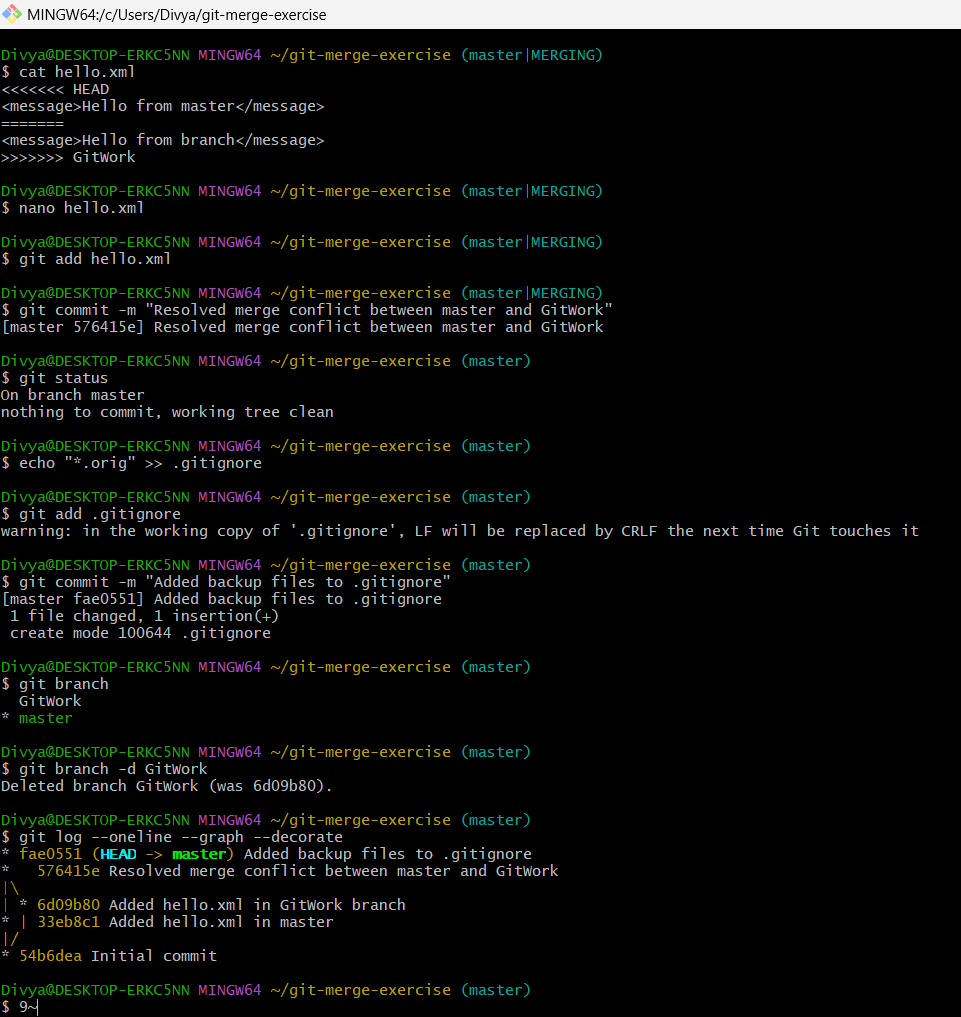 MINGW64:/c/Users/Divya/git-merge-exercise
Divya@DESKTOP-ERKC5NN MINGW64 ~/git-merge-exercise (master|MERGING)
$ cat hello.xml
<<<<<<< HEAD
<message>Hello from master</message>
=======
<message>Hello from branch</message>
>>>>>>> GitWork
Divya@DESKTOP-ERKC5NN MINGW64 ~/git-merge-exercise (master|MERGING)
$ nano hello.xml
Divya@DESKTOP-ERKC5NN MINGW64 ~/git-merge-exercise (master|MERGING)
$ git add hello.xml
Divya@DESKTOP-ERKC5NN MINGW64 ~/git-merge-exercise (master|MERGING)
$ git commit -m "Resolved merge conflict between master and GitWork"
[master 576415e] Resolved merge conflict between master and GitWork
Divya@DESKTOP-ERKC5NN MINGW64 ~/git-merge-exercise (master)
$ git status
On branch master
nothing to commit, working tree clean
Divya@DESKTOP-ERKC5NN MINGW64 ~/git-merge-exercise (master)
$ echo "*.orig" >> .gitignore
Divya@DESKTOP-ERKC5NN MINGW64 ~/git-merge-exercise (master)
$ git add .gitignore
warning: in the working copy of '.gitignore', LF will be replaced by CRLF the next time Git touches it
Divya@DESKTOP-ERKC5NN MINGW64 ~/git-merge-exercise (master)
$ git commit -m "Added backup files to .gitignore"
[master fae0551] Added backup files to .gitignore
 1 file changed, 1 insertion(+)
 create mode 100644 .gitignore
Divya@DESKTOP-ERKC5NN MINGW64 ~/git-merge-exercise (master)
$ git branch
  GitWork
* master
Divya@DESKTOP-ERKC5NN MINGW64 ~/git-merge-exercise (master)
$ git branch -d GitWork
Deleted branch GitWork (was 6d09b80).
Divya@DESKTOP-ERKC5NN MINGW64 ~/git-merge-exercise (master)
$ git log --oneline --graph --decorate
* fae0551 (HEAD -> master) Added backup files to .gitignore
*   576415e Resolved merge conflict between master and GitWork
|\
| * 6d09b80 Added hello.xml in GitWork branch
* | 33eb8c1 Added hello.xml in master
|/
* 54b6dea Initial commit
Divya@DESKTOP-ERKC5NN MINGW64 ~/git-merge-exercise (master)
$ 9~